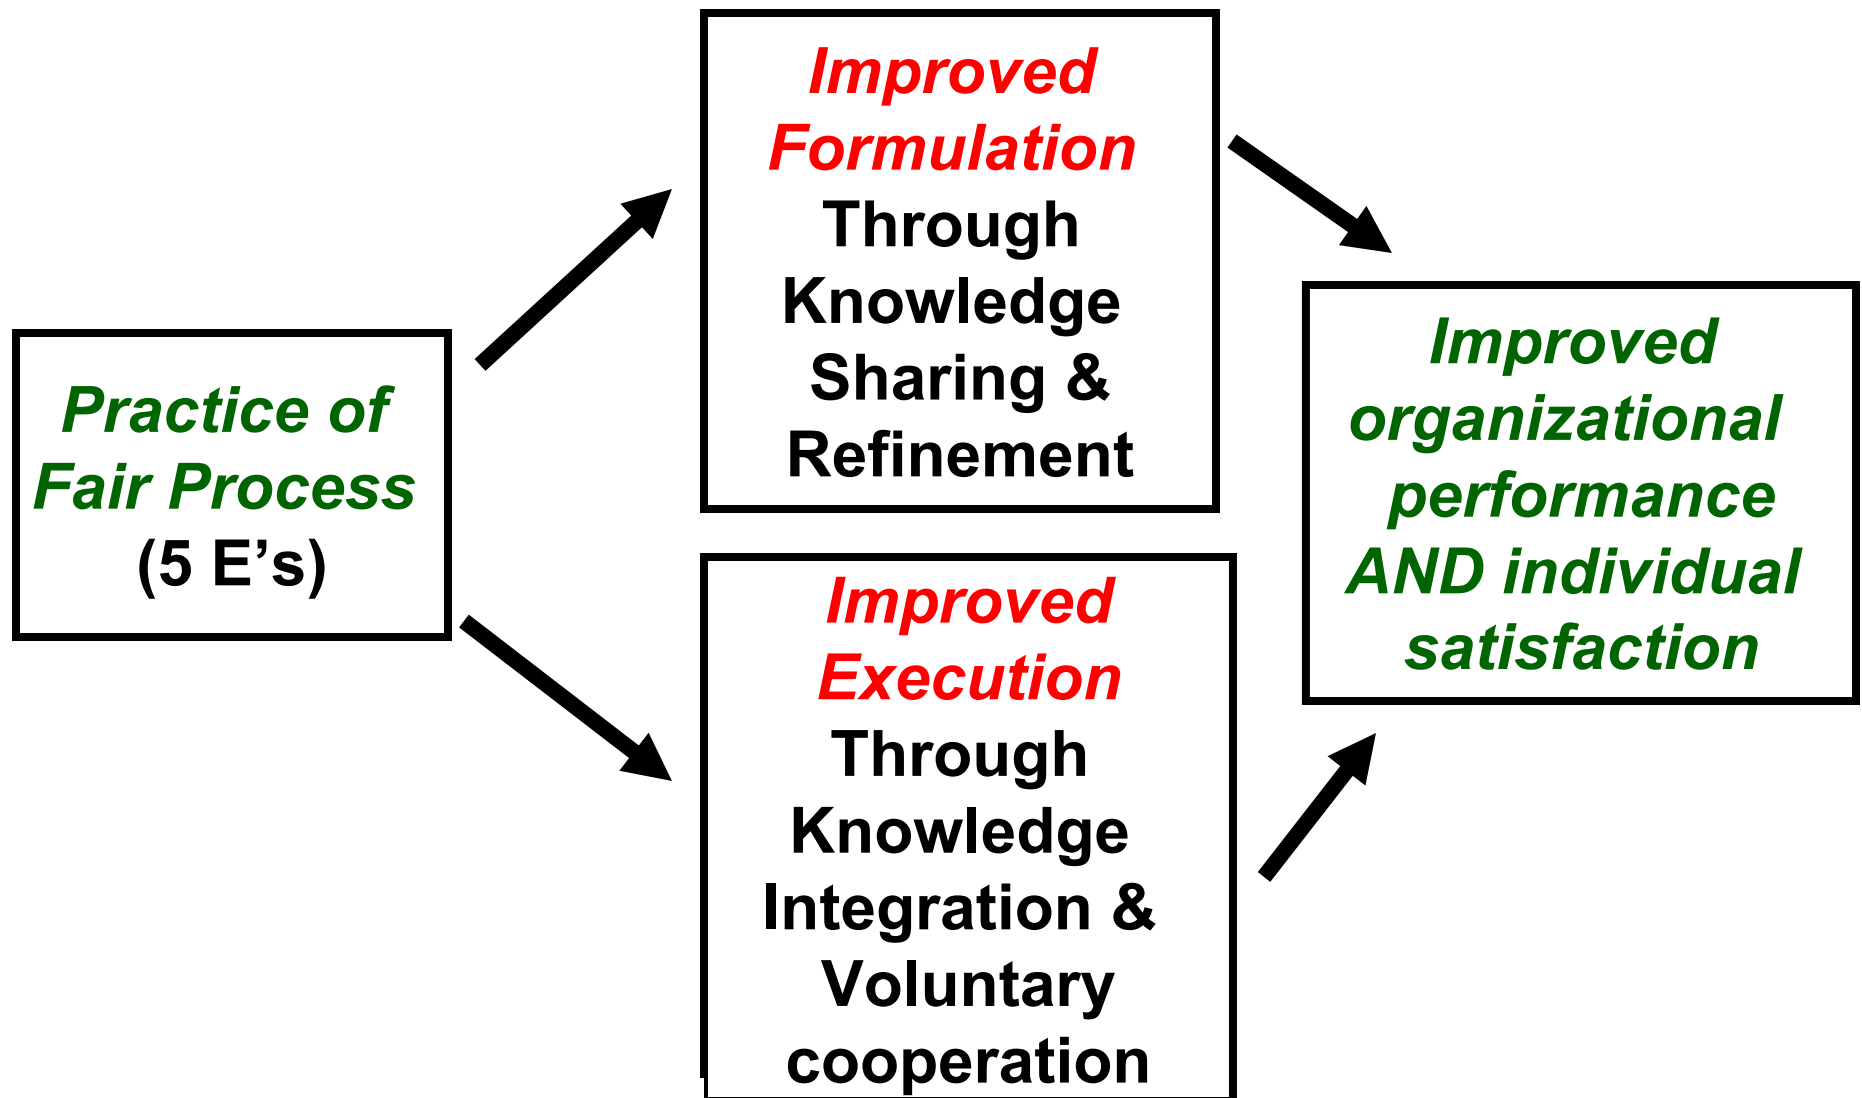 Practice of
Fair Process
(5 E’s)
Improved
Formulation
Through
Knowledge
Sharing &
Refinement
Improved
Execution
Through
Knowledge
Integration &
Voluntary
cooperation
Improved
organizational
performance
AND individual
satisfaction